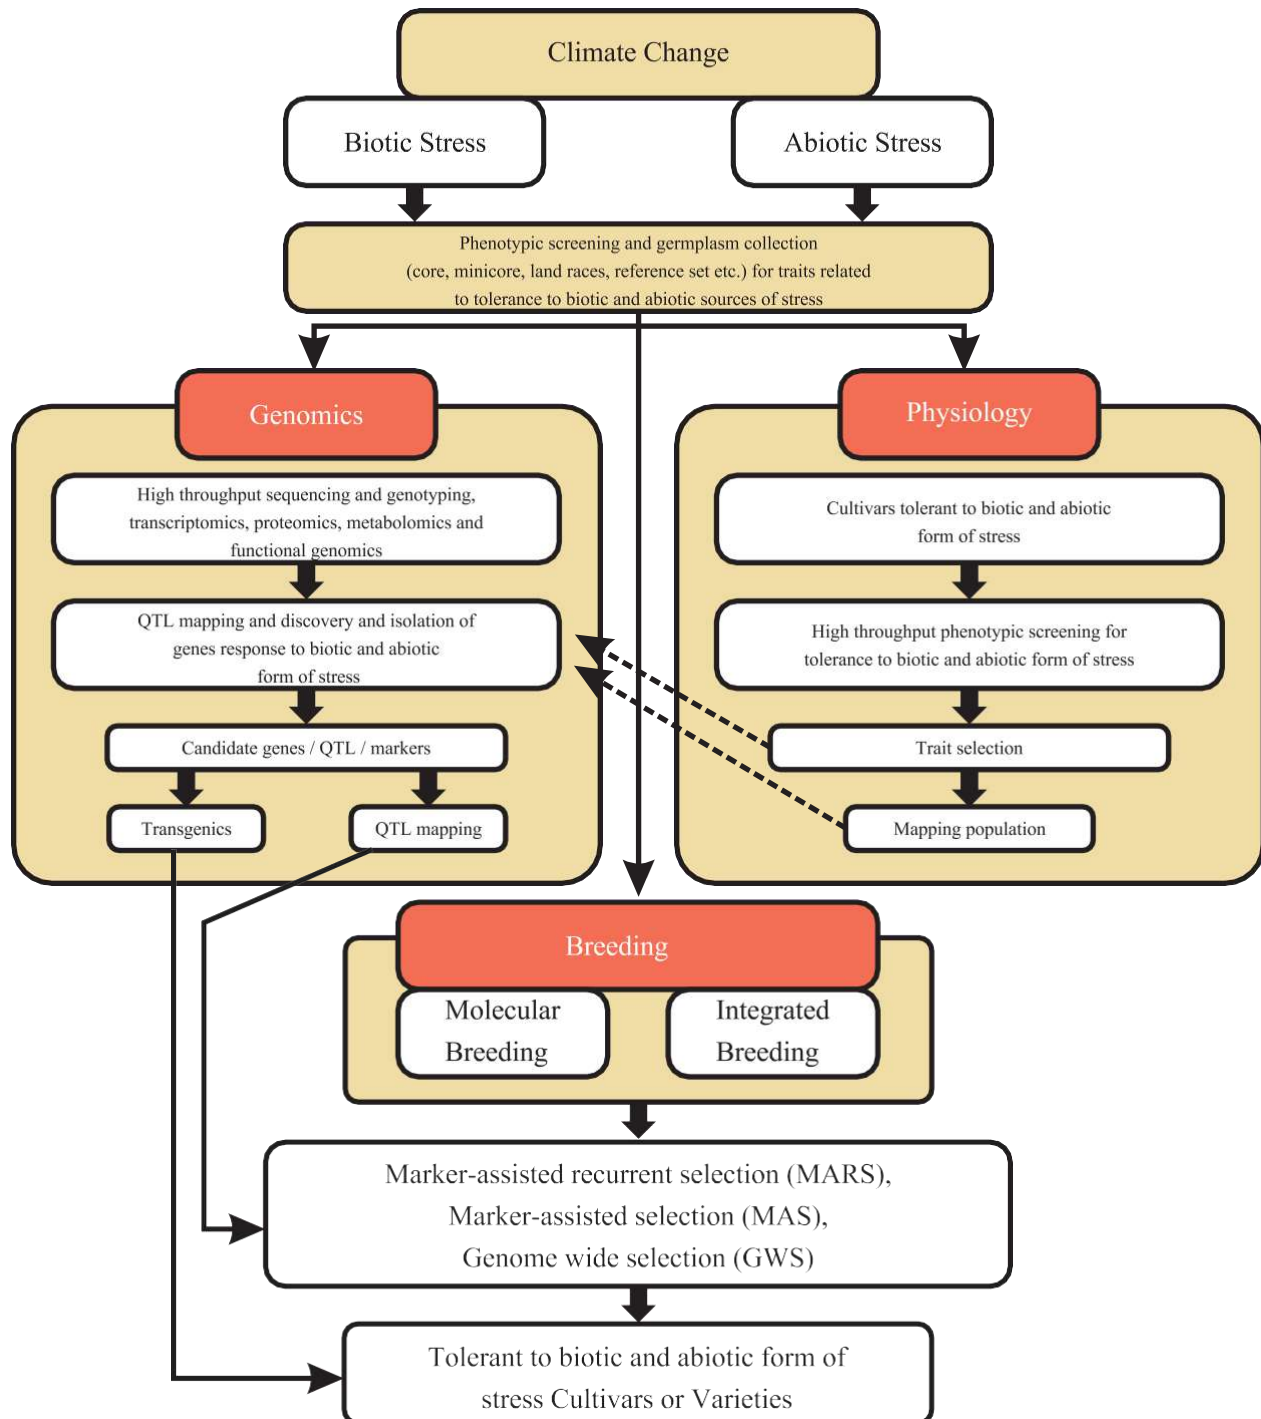 Climate Change
Biotic Stress
Abiotic Stress
Phenotypic screening and germplasm collection
(core, minicore, land races, reference set etc.) for traits related
to tolerance to biotic and abiotic sources of stress
Genomics
High throughput sequencing and genotyping,
transcriptomics, proteomics, metabolomics and
functional genomics
QTL mapping and discovery and isolation of
genes response to biotic and abiotic
form of stress
Candidate genes / QTL / markers
Transgenics
QTL mapping
Physiology
Cultivars tolerant to biotic and abiotic
form of stress
High throughput phenotypic screening for
tolerance to biotic and abiotic form of stress
Trait selection
Mapping population
Breeding
Molecular
Breeding
Integrated
Breeding
Marker-assisted recurrent selection (MARS),
Marker-assisted selection (MAS),
Genome wide selection (GWS)
Tolerant to biotic and abiotic form of
stress Cultivars or Varieties